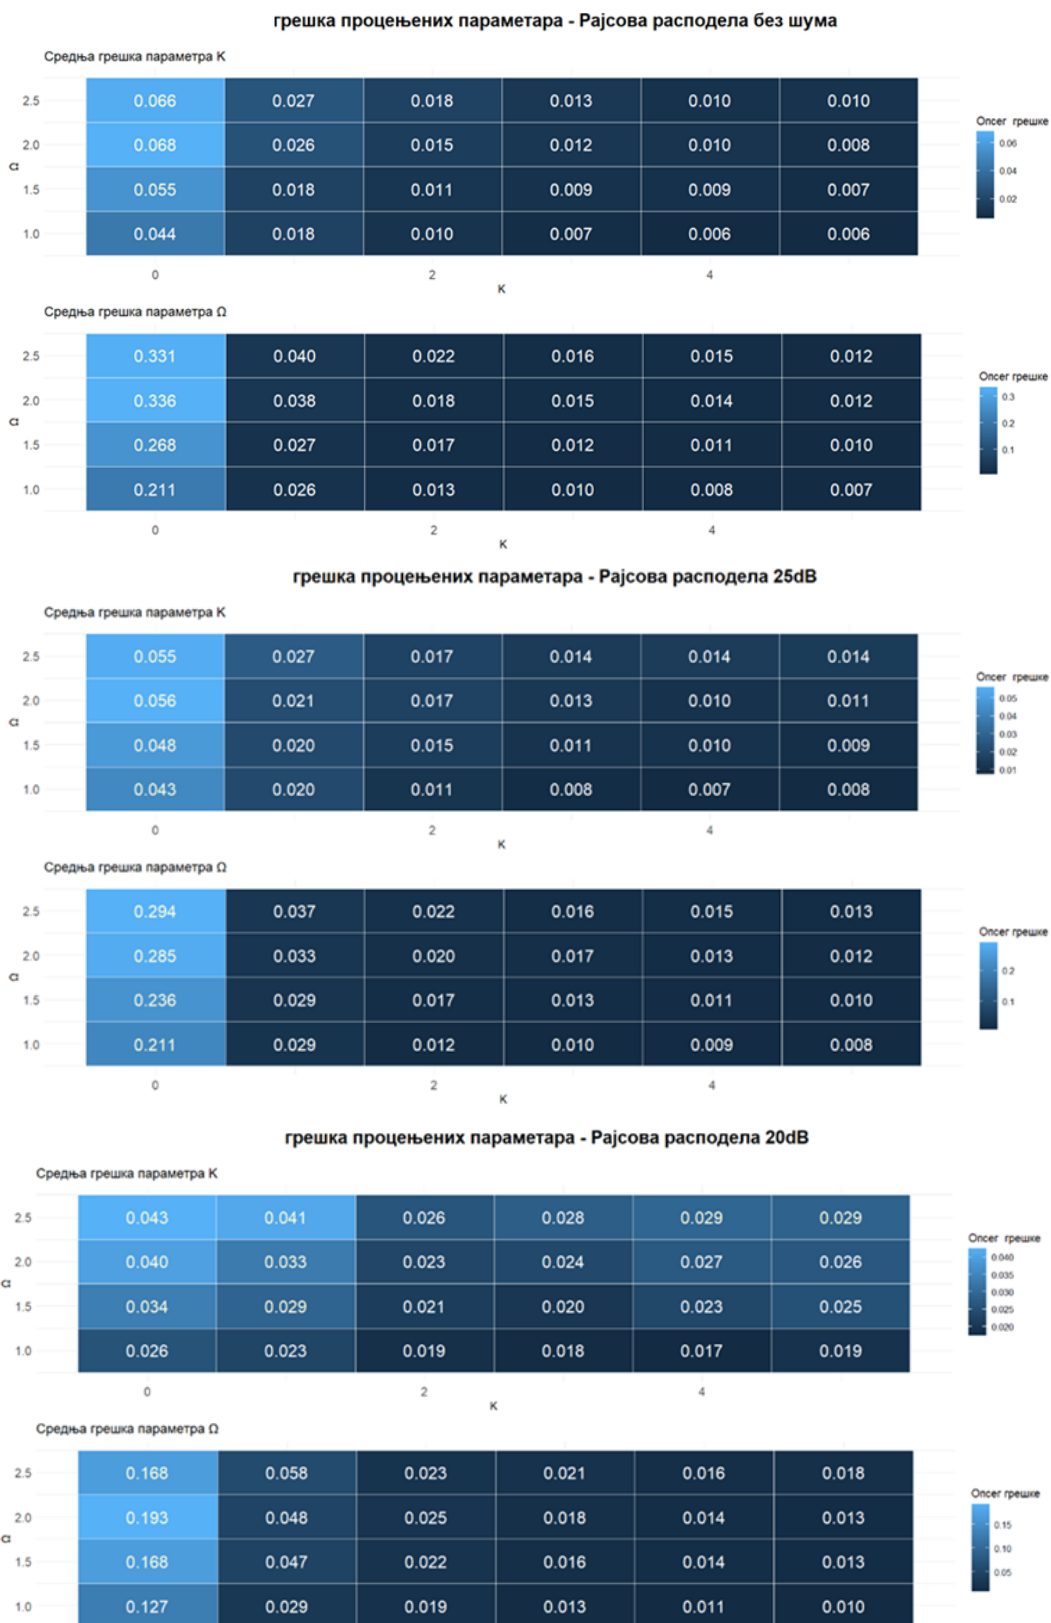 грешка процењених параметара - Рајсова расподела без шума
Средња грешка параметра К
2.5 0.066 0.027 0.018 0.013 0.010 0.010
2.0 0.068 0.026 0.015 0.012 0.010 0.008
α
1.5 0.055 0.018 0.011 0.009 0.009 0.007
1.0 0.044 0.018 0.010 0.007 0.006 0.006
0 2 4
К
Опсег грешке
0.06
0.04
0.02
Средња грешка параметра Ω
2.5 0.331 0.040 0.022 0.016 0.015 0.012
2.0 0.336 0.038 0.018 0.015 0.014 0.012
α
1.5 0.268 0.027 0.017 0.012 0.011 0.010
1.0 0.211 0.026 0.013 0.010 0.008 0.007
0 2 4
К
Опсег грешке
0.3
0.2
0.1
грешка процењених параметара - Рајсова расподела 25dB
Средња грешка параметра К
2.5 0.055 0.027 0.017 0.014 0.014 0.014
2.0 0.056 0.021 0.017 0.013 0.010 0.011
α
1.5 0.048 0.020 0.015 0.011 0.010 0.009
1.0 0.043 0.020 0.011 0.008 0.007 0.008
0 2 4
К
Опсег грешке
0.05
0.04
0.03
0.02
0.01
Средња грешка параметра Ω
2.5 0.294 0.037 0.022 0.016 0.015 0.013
2.0 0.285 0.033 0.020 0.017 0.013 0.012
α
1.5 0.236 0.029 0.017 0.013 0.011 0.010
1.0 0.211 0.029 0.012 0.010 0.009 0.008
0 2 4
К
Опсег грешке
0.2
0.1
грешка процењених параметара - Рајсова расподела 20dB
Средња грешка параметра К
2.5 0.043 0.041 0.026 0.028 0.029 0.029
2.0 0.040 0.033 0.023 0.024 0.027 0.026
α
1.5 0.034 0.029 0.021 0.020 0.023 0.025
1.0 0.026 0.023 0.019 0.018 0.017 0.019
0 2 4
К
Опсег грешке
0.040
0.035
0.030
0.025
0.020
Средња грешка параметра Ω
2.5 0.168 0.058 0.023 0.021 0.016 0.018
2.0 0.193 0.048 0.025 0.018 0.014 0.013
α
1.5 0.168 0.047 0.022 0.016 0.014 0.013
1.0 0.127 0.029 0.019 0.013 0.011 0.010
Опсег грешке
0.15
0.10
0.05